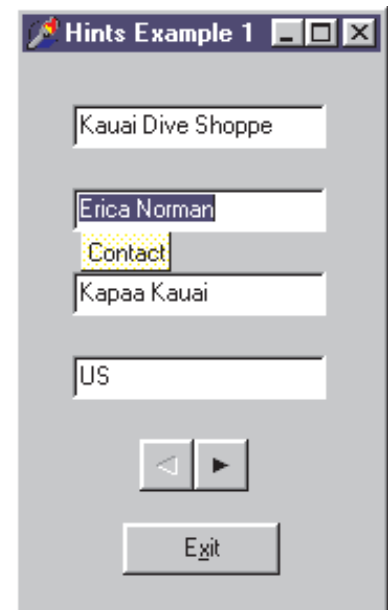 Hints Example 1
Kauai Dive Shoppe
Erica Norman
Contact
Kapaa Kauai
US
Exit